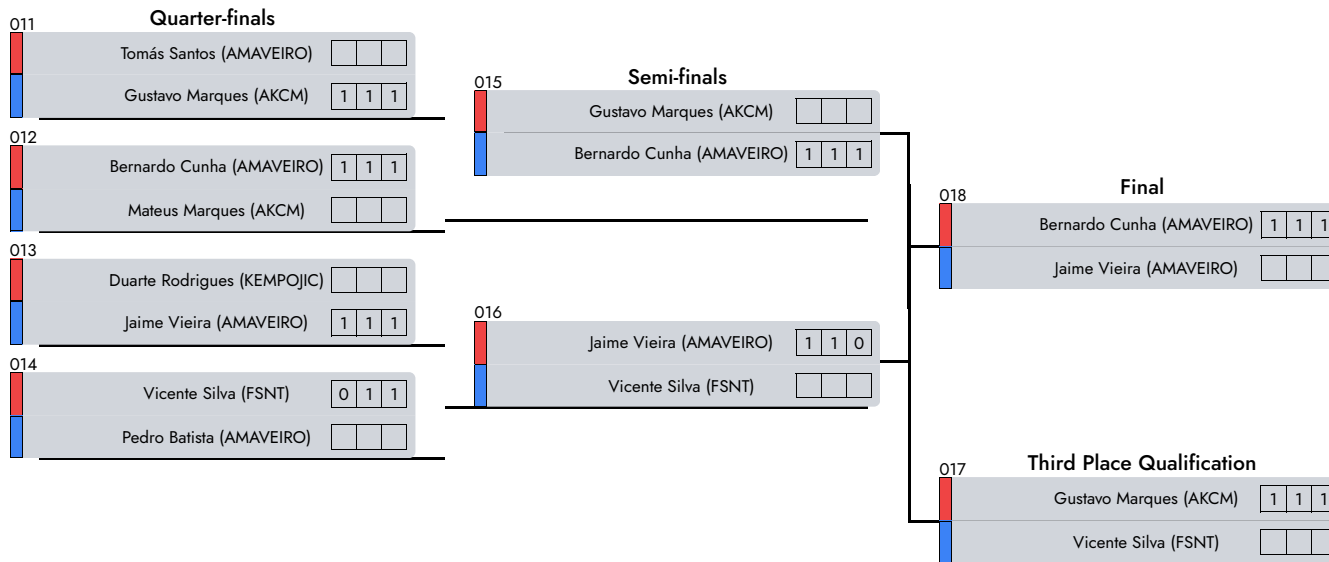 Quarter-finals
011
Tomás Santos (AMAVEIRO)
Gustavo Marques (AKCM) 1 1 1
012
Bernardo Cunha (AMAVEIRO) 1 1 1
Mateus Marques (AKCM)
013
Duarte Rodrigues (KEMPOJIC)
Jaime Vieira (AMAVEIRO) 1 1 1
014
Vicente Silva (FSNT) 0 1 1
Pedro Batista (AMAVEIRO)
Semi-finals
015
Gustavo Marques (AKCM)
Bernardo Cunha (AMAVEIRO) 1 1 1
016
Jaime Vieira (AMAVEIRO) 1 1 0
Vicente Silva (FSNT)
Final
018
Bernardo Cunha (AMAVEIRO) 1 1 1
Jaime Vieira (AMAVEIRO)
Third Place Qualification
017
Gustavo Marques (AKCM) 1 1 1
Vicente Silva (FSNT)